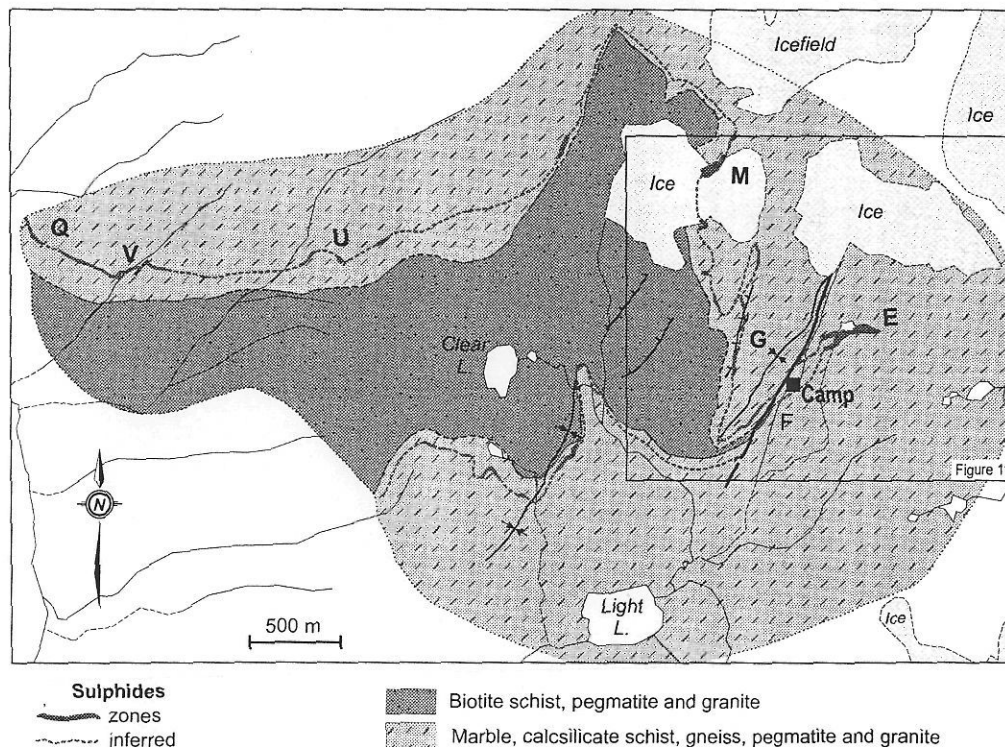 Icefield
Ice
Ice
M
Ice
Q
U
V
E
G
Clear
L.
Camp
F
Figure 1
N
500 m
Light
L.
Ice
Sulphides
zones
inferred
Biotite schist, pegmatite and granite
Marble, calcsilicate schist, gneiss, pegmatite and granite